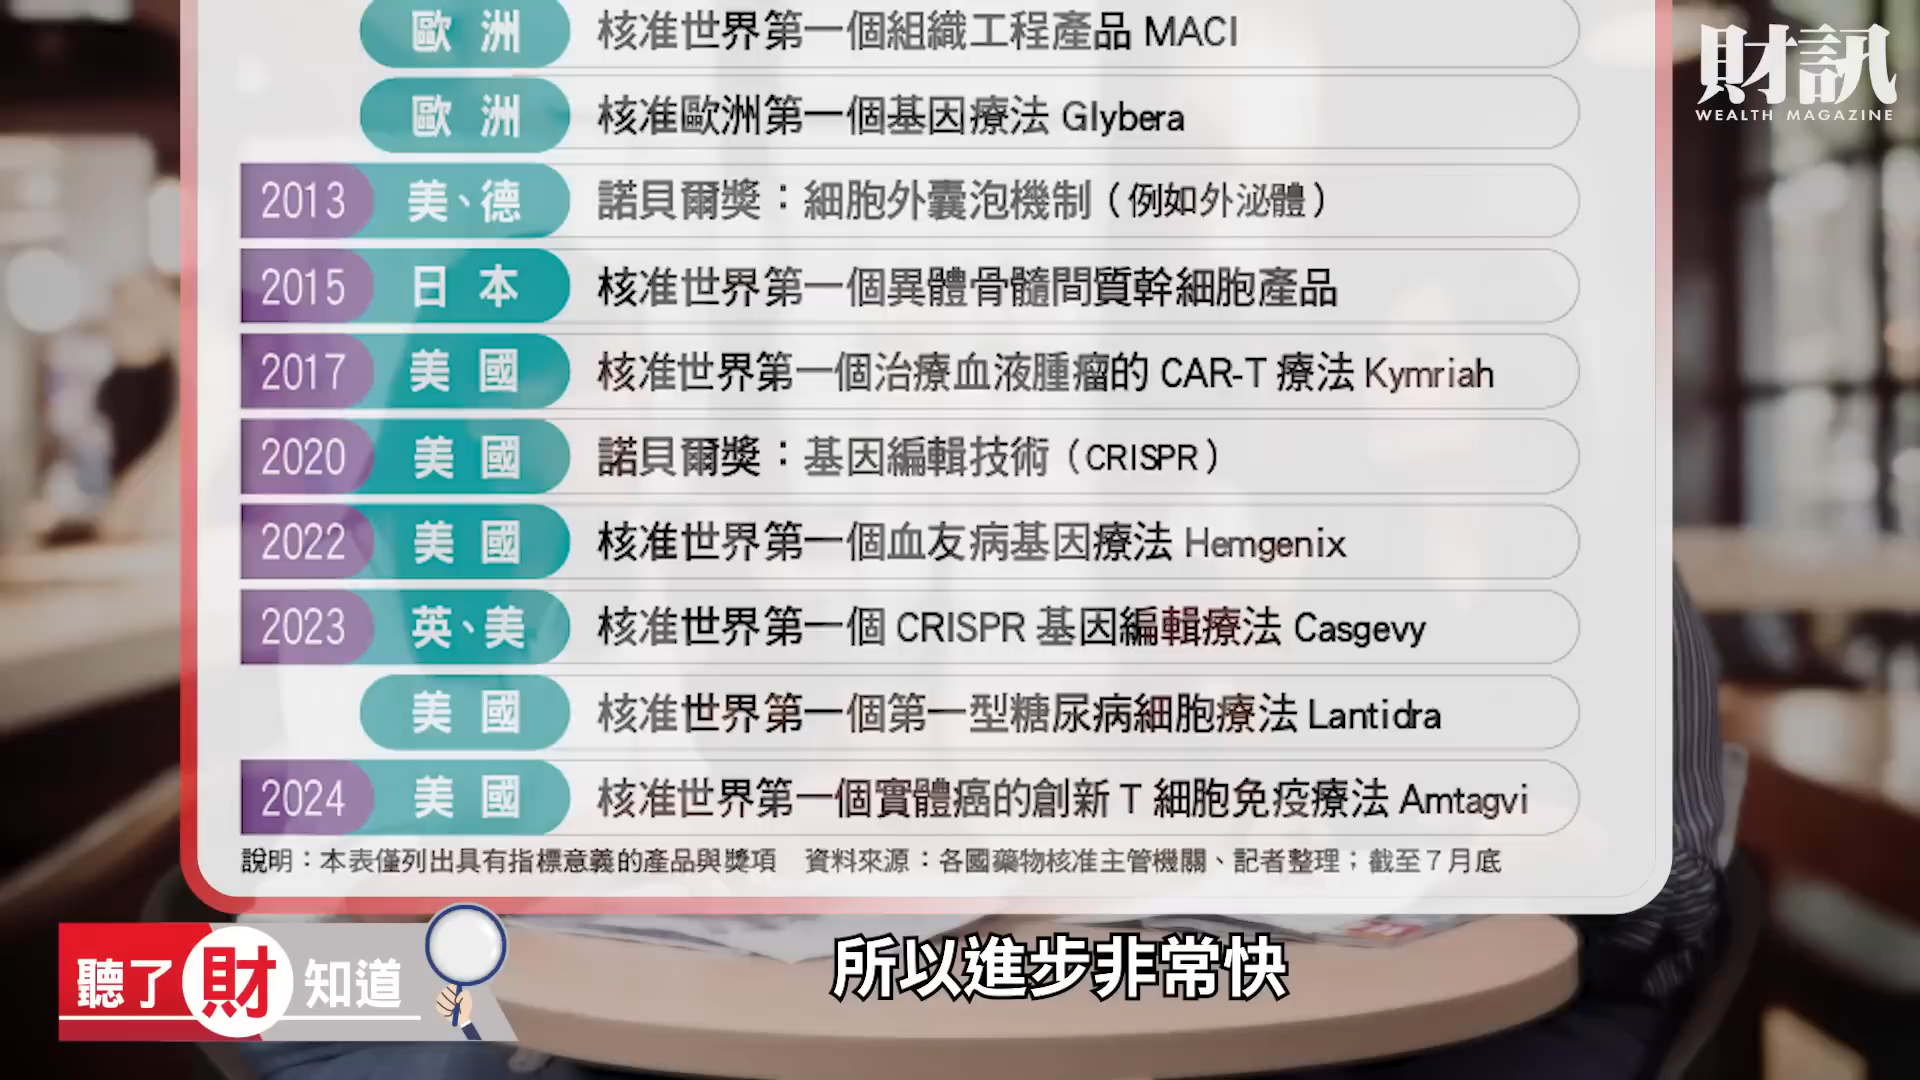 歐洲 核准世界第一個組織工程產品 MACI
財訊
WEALTH MAGAZINE
歐洲 核准歐洲第一個基因療法 Glybera
2013 美、德 諾貝爾獎：細胞外囊泡機制（例如外泌體）
2015 日本 核准世界第一個異體骨髓間質幹細胞產品
2017 美國 核准世界第一個治療血液腫瘤的 CAR-T 療法 Kymriah
2020 美國 諾貝爾獎：基因編輯技術（CRISPR）
2022 美國 核准世界第一個血友病基因療法 Hemgenix
2023 英、美 核准世界第一個 CRISPR 基因編輯療法 Casgevy
美國 核准世界第一個第一型糖尿病細胞療法 Lantidra
2024 美國 核准世界第一個實體癌的創新 T 細胞免疫療法 Amtagvi
說明：本表僅列出具有指標意義的產品與獎項 資料來源：各國藥物核准主管機關、記者整理；截至 7 月底
聽了財知道
所以進步非常快